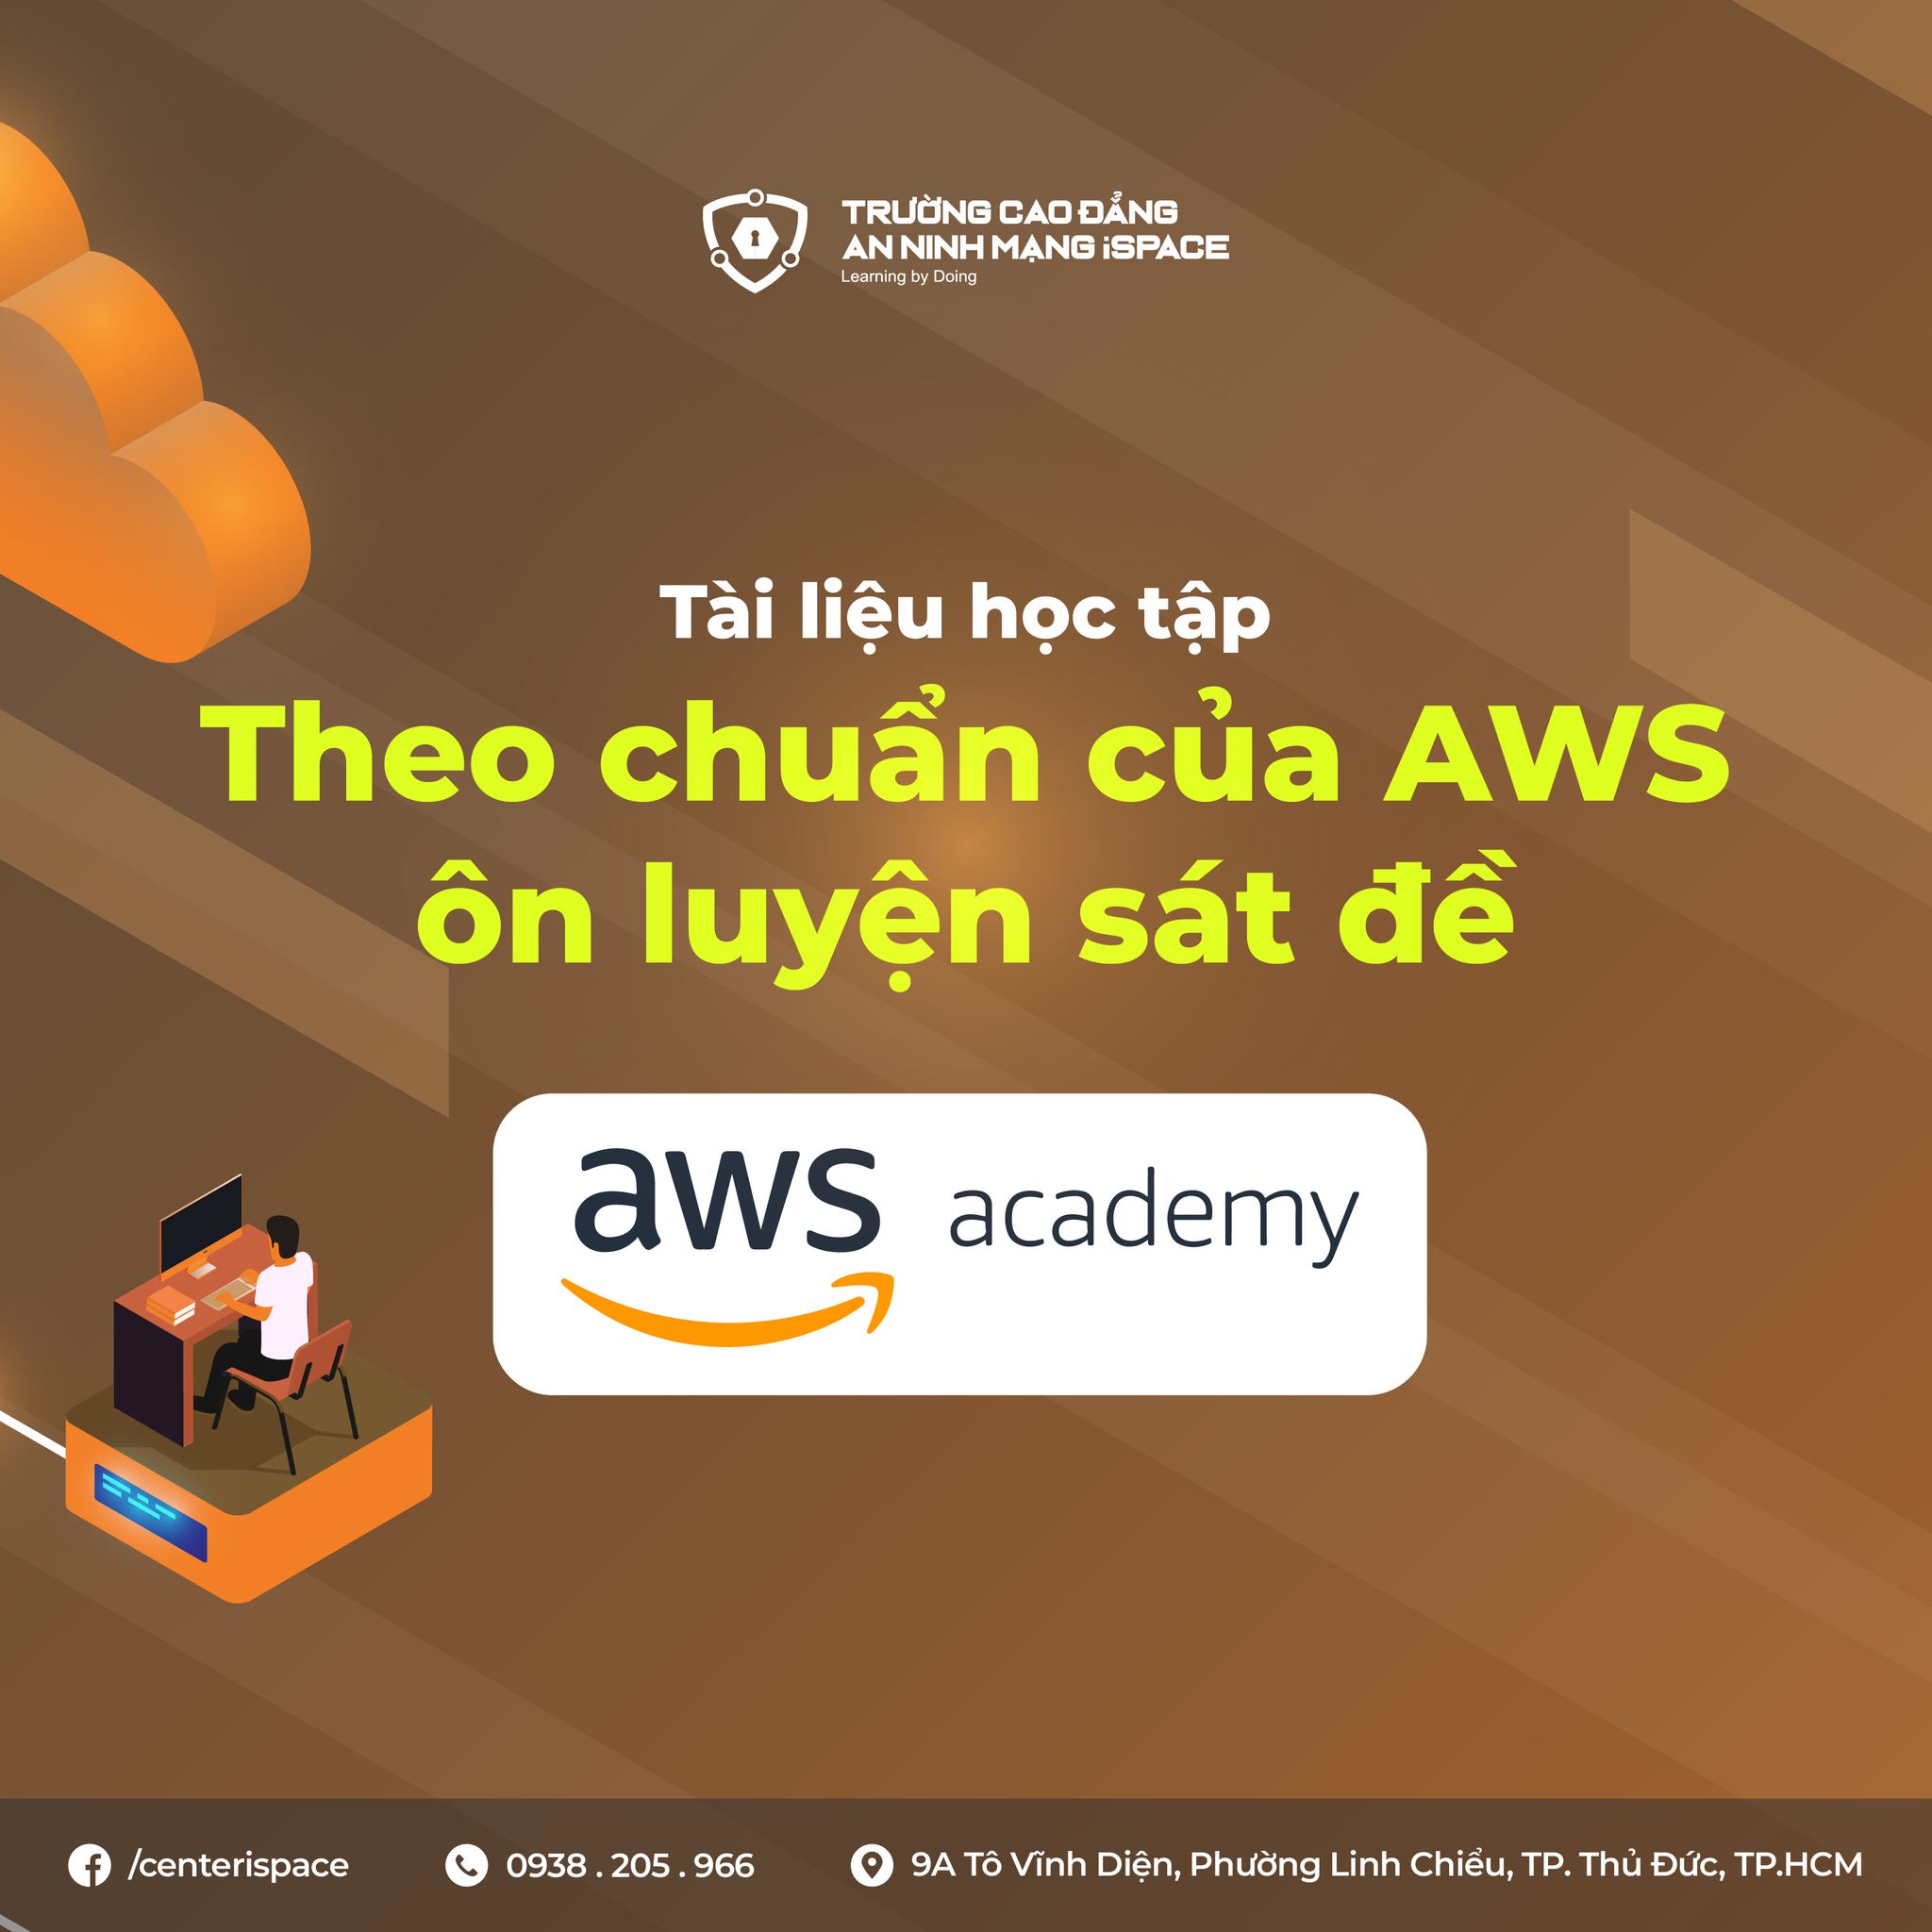 TRƯỜNG CAO ĐẲNG
AN NINH MẠNG iSPACE
Learning by Doing
Tài liệu học tập
Theo chuẩn của AWS
ôn luyện sát đề
aws academy
/centerispace
0938 . 205 . 966
9A Tô Vĩnh Diện, Phường Linh Chiểu, TP. Thủ Đức, TP.HCM